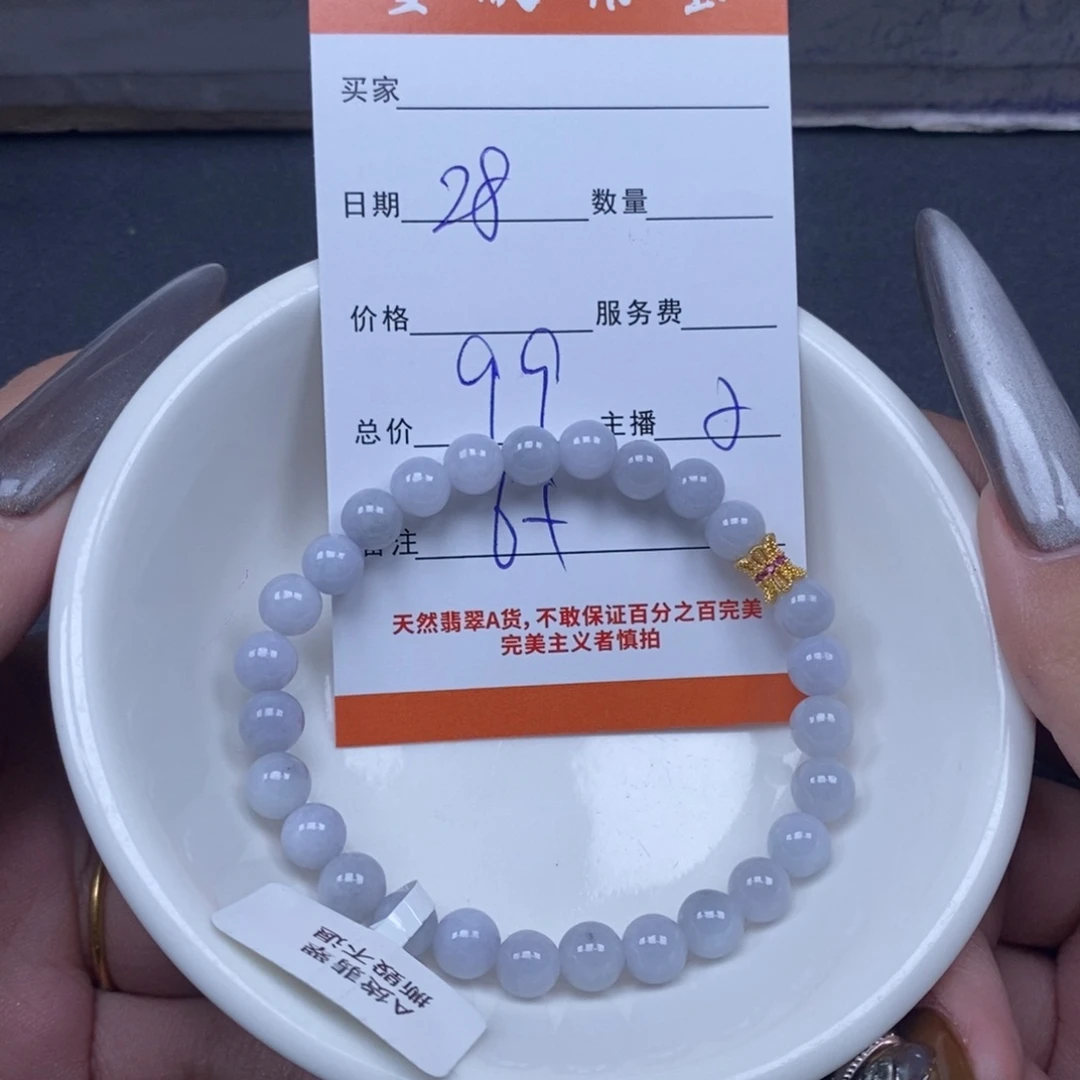 买家
日期 28 数量
价格 服务费
总价 99 主播 2
备注 6+
天然翡翠A货,不敢保证百分之百完美
完美主义者慎拍
A货翡翠
撕毁不退